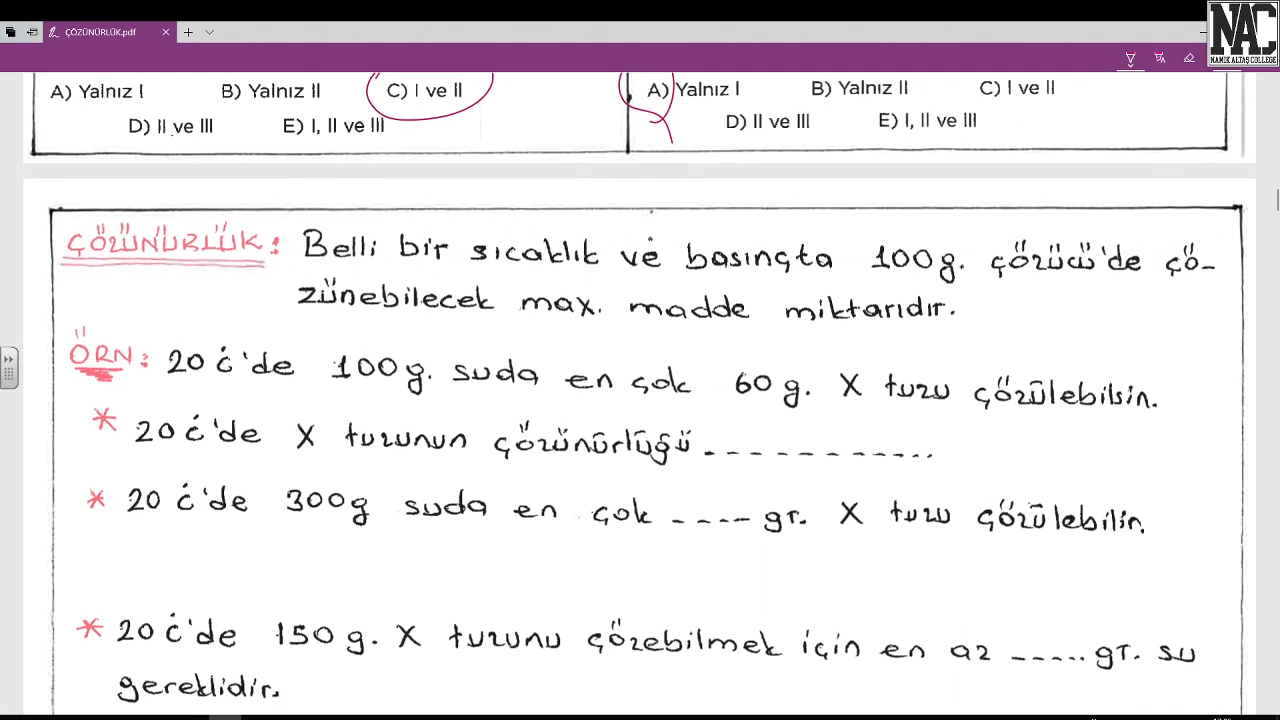 NAC
NAMIK ALTAŞ COLLEGE
ÇÖZÜNÜRLÜK.pdf
A) Yalnız I B) Yalnız II C) I ve II
D) II ve III E) I, II ve III
A) Yalnız I B) Yalnız II C) I ve II
D) II ve III E) I, II ve III
ÇÖZÜNÜRLÜK: Belli bir sıcaklık ve basınçta 100g. çözücü'de çö-
zünebilecek max. madde miktarıdır.
ÖRN: 20 C'de 100g. suda en çok 60 g. X tuzu çözülebilsin.
* 20 C'de X tuzunun çözünürlüğü ............
* 20 C'de 300g suda en çok ---- gr. X tuzu çözülebilir.
* 20 C'de 150 g. X tuzunu çözebilmek için en az ..... gr. su
gereklidir.